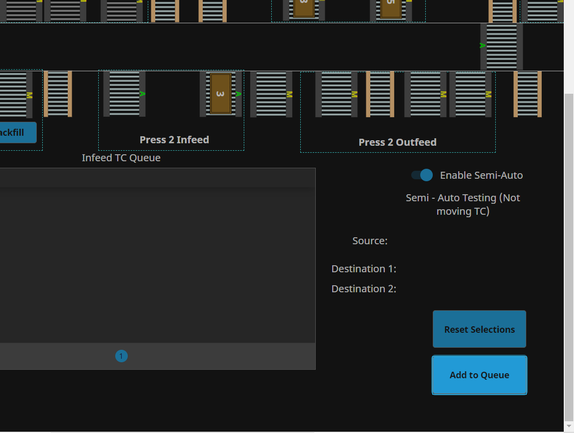 3
5
A
M
A
3
A
M
M
M
M
ackfill
Press 2 Infeed
Press 2 Outfeed
Infeed TC Queue
Enable Semi-Auto
Semi - Auto Testing (Not
moving TC)
Source:
Destination 1:
Destination 2:
Reset Selections
1
Add to Queue